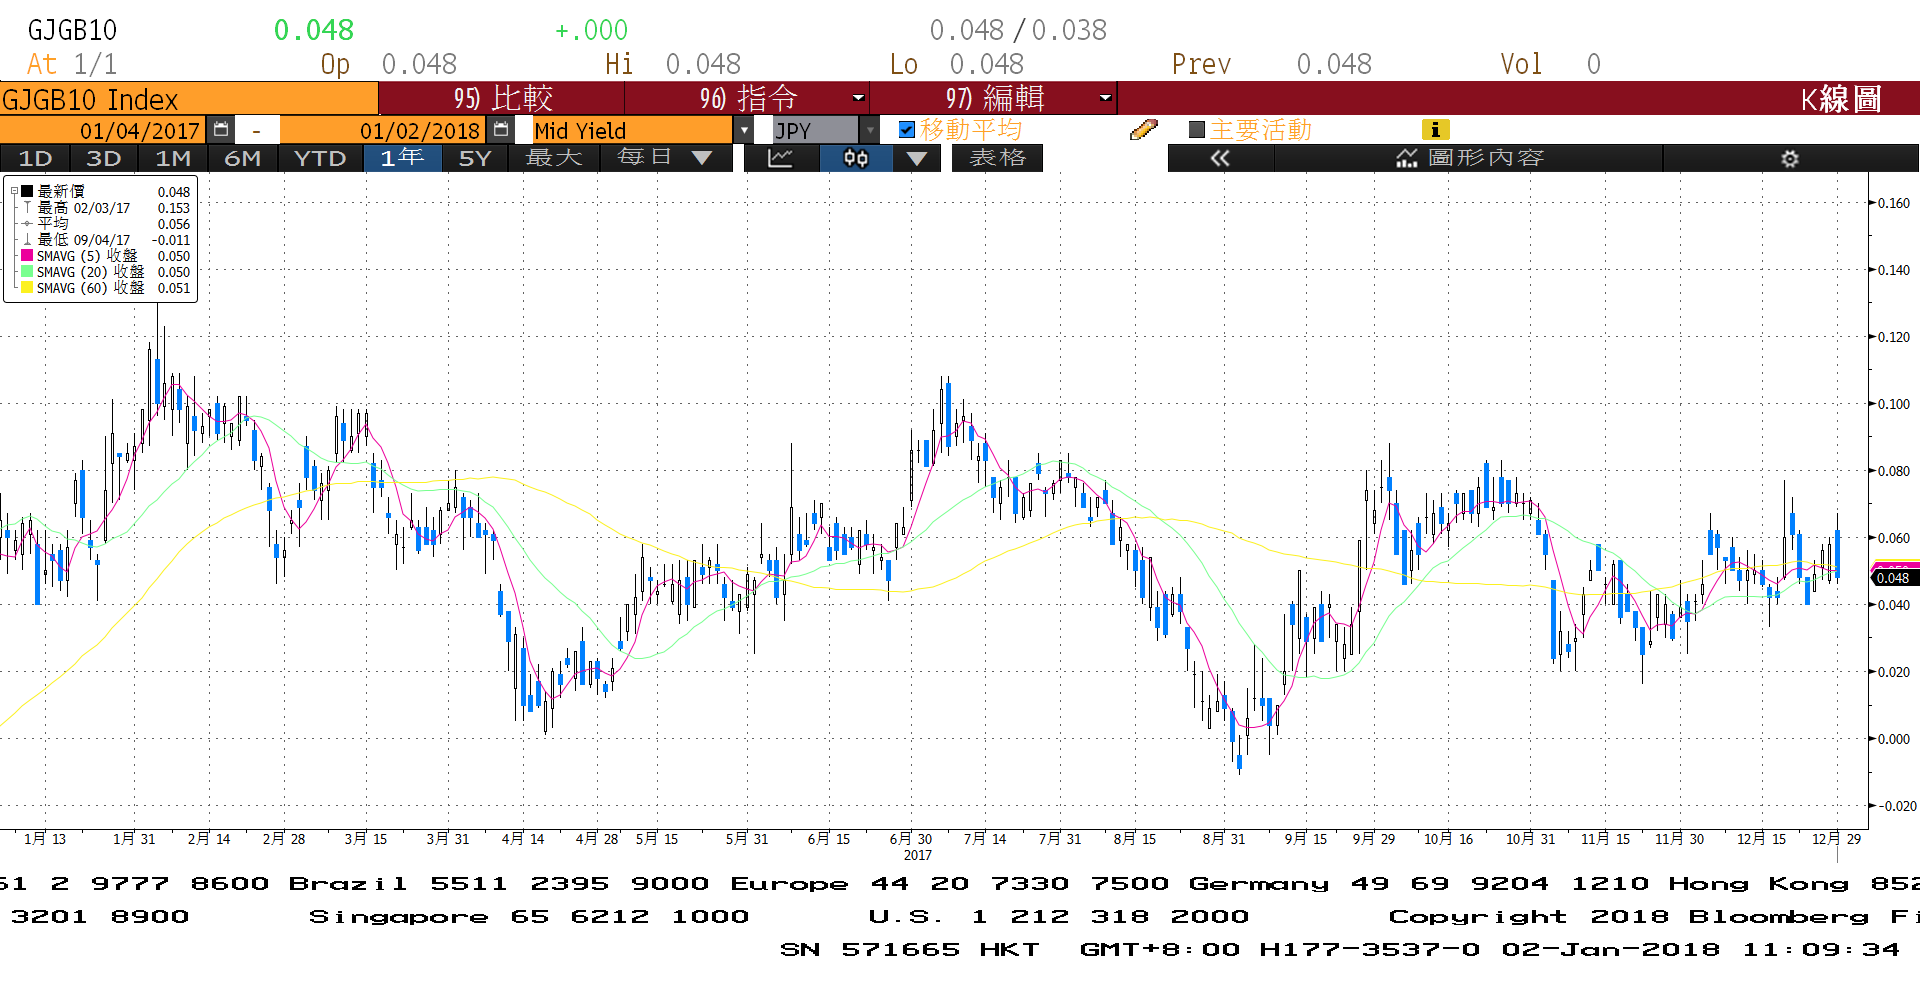 GJGB10 0.048 +.000 0.048 / 0.038
At 1/1 Op 0.048 Hi 0.048 Lo 0.048 Prev 0.048 Vol 0
GJGB10 Index 95) 比較 96) 指令 97) 編輯 K線圖
01/04/2017 - 01/02/2018 Mid Yield JPY 移動平均 主要活動 i
1D 3D 1M 6M YTD 1年 5Y 最大 每日 表格 « 圖形內容
最新價 0.048
最高 02/03/17 0.153
平均 0.056
最低 09/04/17 -0.011
SMAVG (5) 收盤 0.050
SMAVG (20) 收盤 0.050
SMAVG (60) 收盤 0.051
0.160
0.140
0.120
0.100
0.080
0.060
0.048
0.040
0.020
0.000
-0.020
1月 13 1月 31 2月 14 2月 28 3月 15 3月 31 4月 14 4月 28 5月 15 5月 31 6月 15 6月 30 7月 14 7月 31 8月 15 8月 31 9月 15 9月 29 10月 16 10月 31 11月 15 11月 30 12月 15 12月 29
2017
61 2 9777 8600 Brazil 5511 2395 9000 Europe 44 20 7330 7500 Germany 49 69 9204 1210 Hong Kong 852
3201 8900 Singapore 65 6212 1000 U.S. 1 212 318 2000 Copyright 2018 Bloomberg Fi
SN 571665 HKT GMT+8:00 H177-3537-0 02-Jan-2018 11:09:34